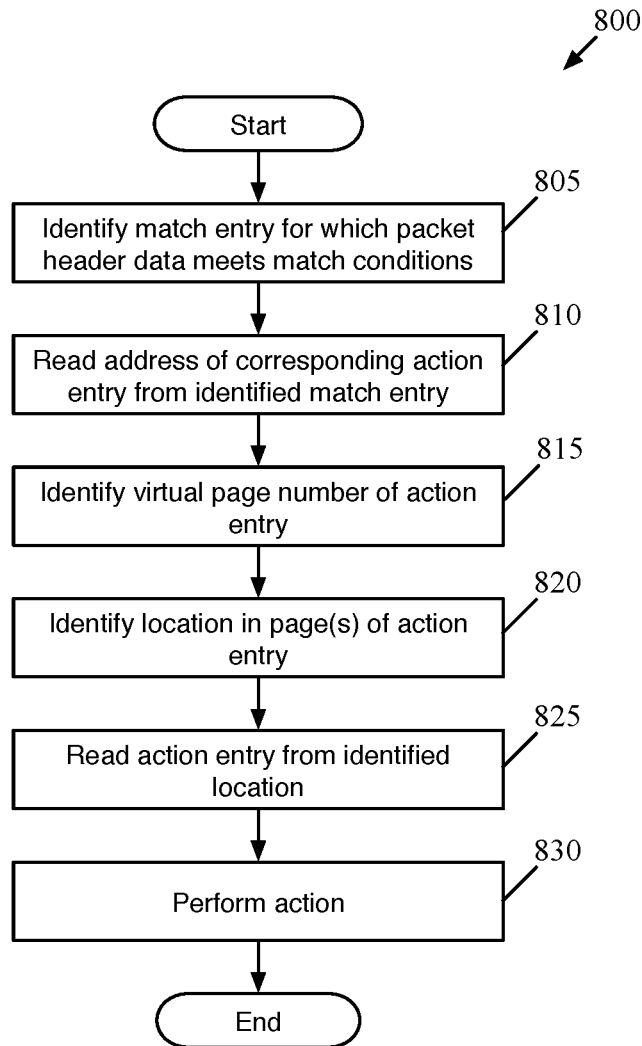 800
Start
805
Identify match entry for which packet
header data meets match conditions
810
Read address of corresponding action
entry from identified match entry
815
Identify virtual page number of action
entry
820
Identify location in page(s) of action
entry
825
Read action entry from identified
location
830
Perform action
End